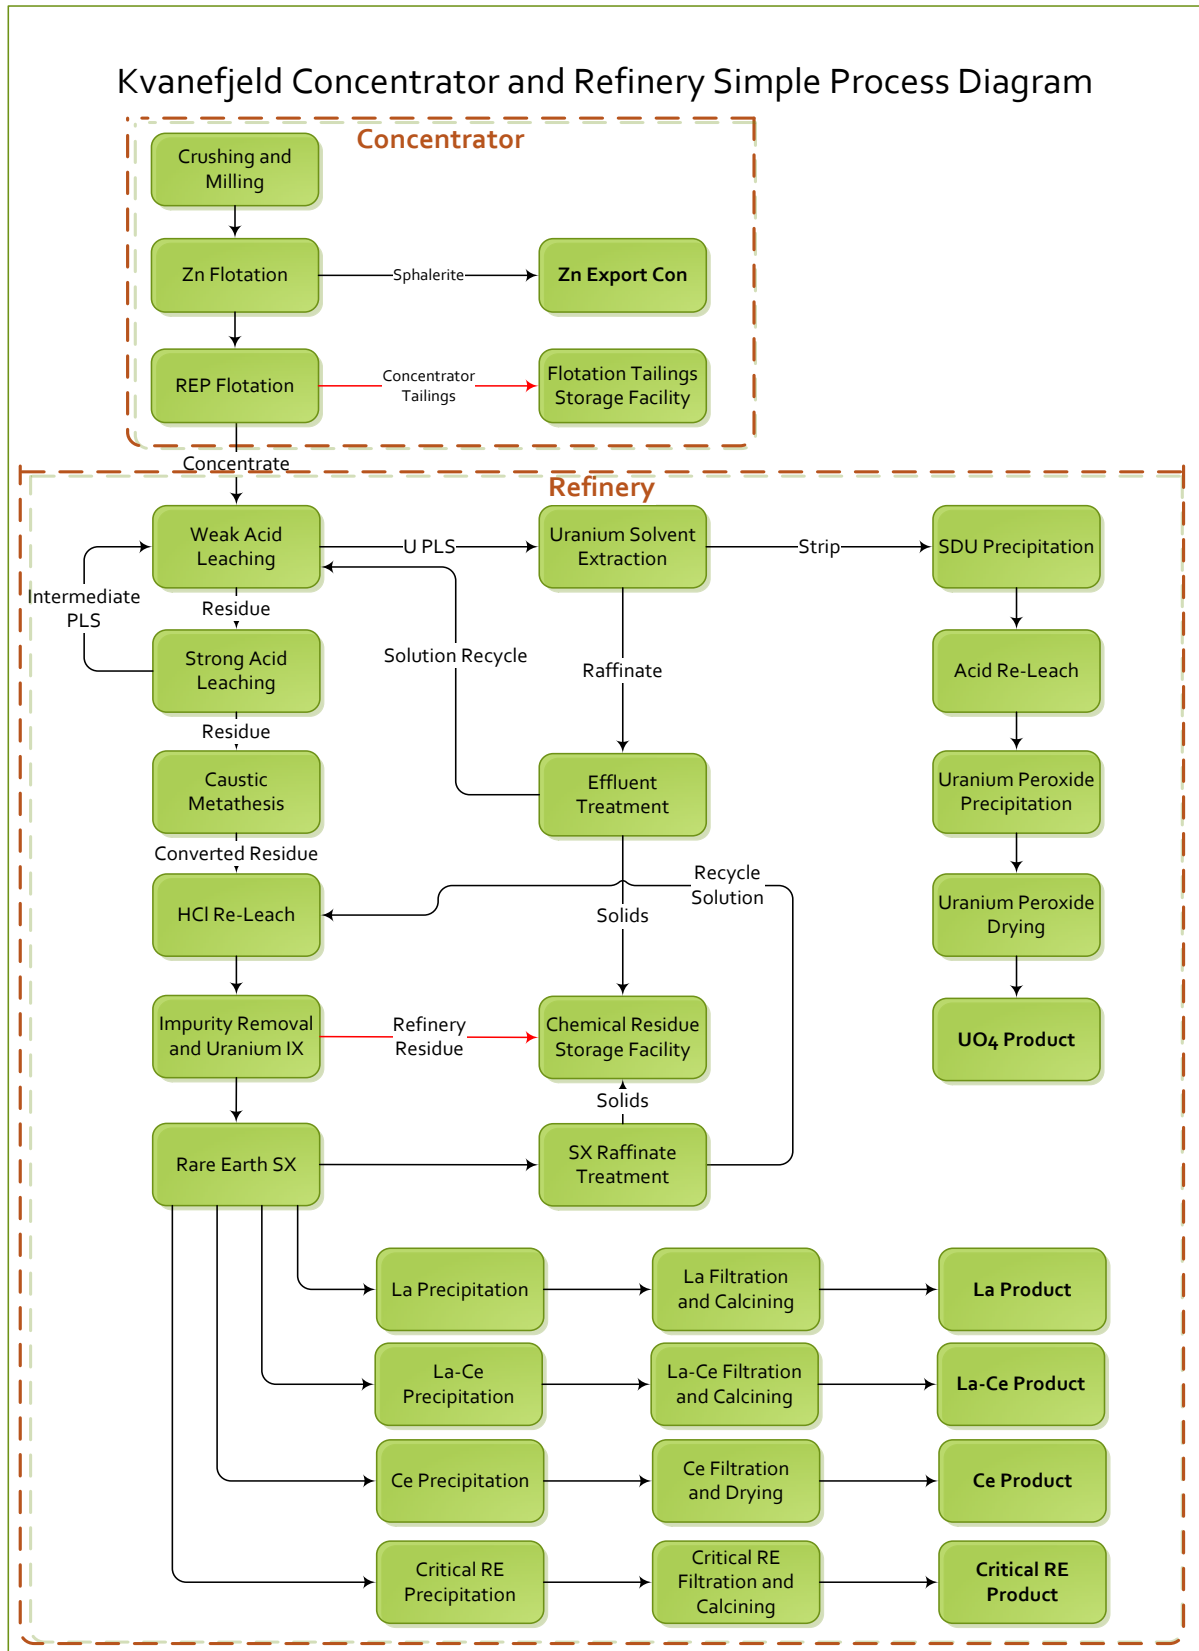 Kvanefjeld Concentrator and Refinery Simple Process Diagram
Concentrator
Crushing and
Milling
Zn Flotation
Sphalerite
Zn Export Con
REP Flotation
Concentrator
Tailings
Flotation Tailings
Storage Facility
Concentrate
Refinery
Weak Acid
Leaching
U PLS
Uranium Solvent
Extraction
Strip
SDU Precipitation
Intermediate
PLS
Residue
Strong Acid
Leaching
Solution Recycle
Raffinate
Acid Re-Leach
Residue
Caustic
Metathesis
Effluent
Treatment
Uranium Peroxide
Precipitation
Converted Residue
Recycle
Solution
HCl Re-Leach
Solids
Uranium Peroxide
Drying
Impurity Removal
and Uranium IX
Refinery
Residue
Chemical Residue
Storage Facility
UO4 Product
Solids
Rare Earth SX
SX Raffinate
Treatment
La Precipitation
La Filtration
and Calcining
La Product
La-Ce
Precipitation
La-Ce Filtration
and Calcining
La-Ce Product
Ce Precipitation
Ce Filtration
and Drying
Ce Product
Critical RE
Precipitation
Critical RE
Filtration and
Calcining
Critical RE
Product